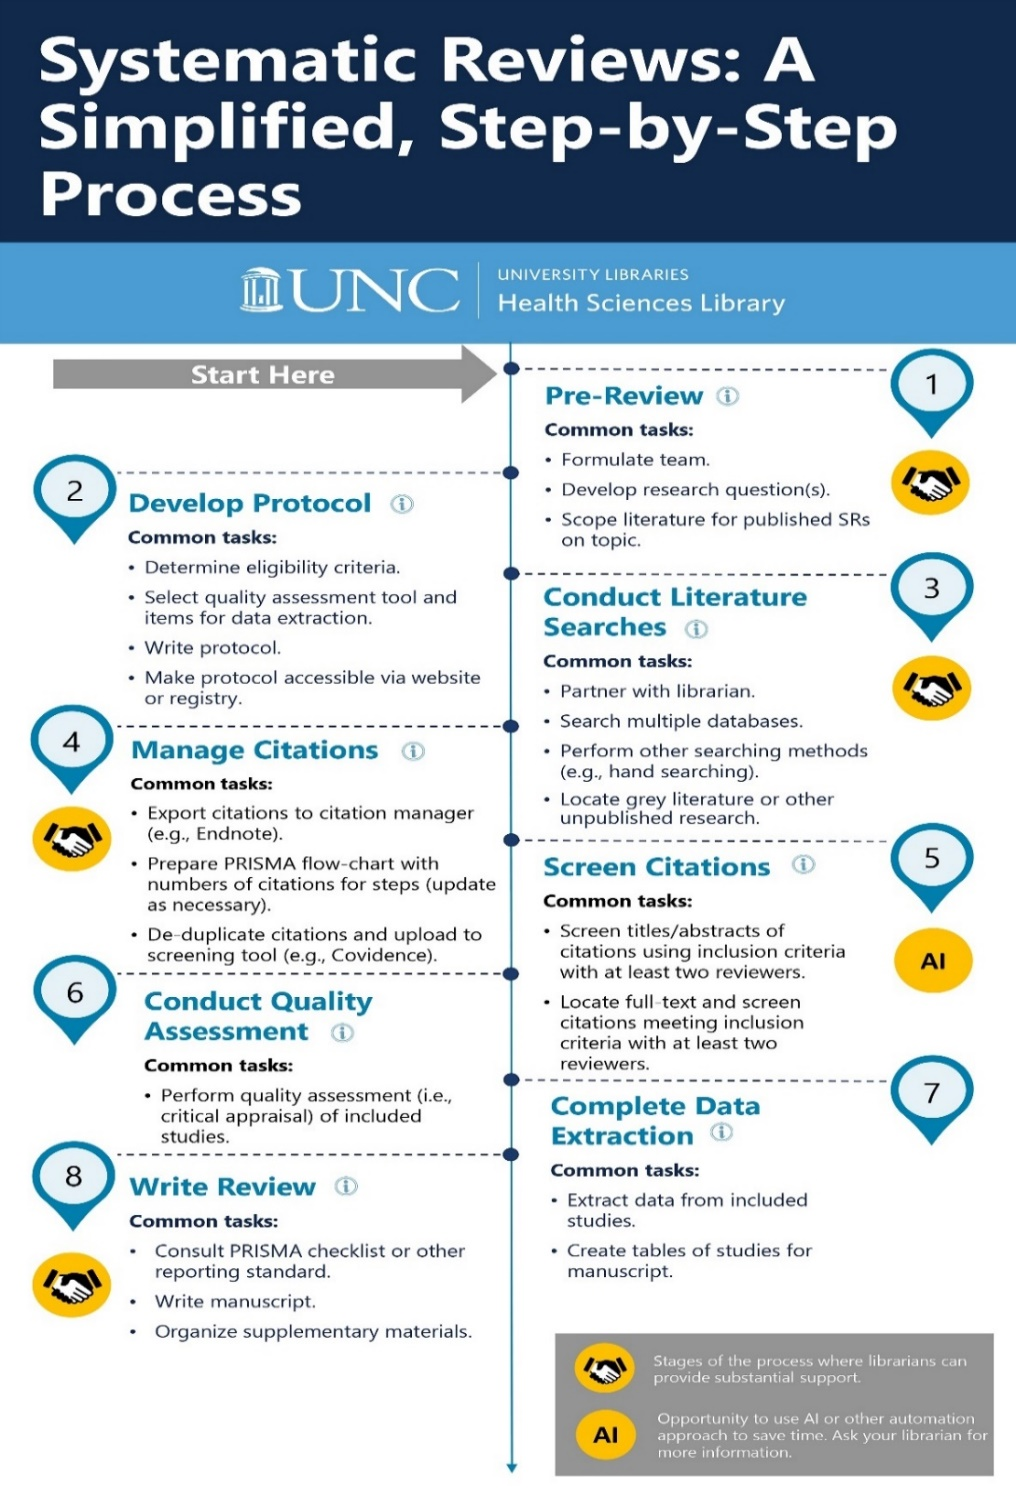 Systematic Reviews: A
Simplified, Step-by-Step
Process
UNC
UNIVERSITY LIBRARIES
Health Sciences Library
Start Here
1
Pre-Review
Common tasks:
• Formulate team.
• Develop research question(s).
• Scope literature for published SRs
on topic.
2
Develop Protocol
Common tasks:
• Determine eligibility criteria.
• Select quality assessment tool and
items for data extraction.
• Write protocol.
• Make protocol accessible via website
or registry.
3
Conduct Literature
Searches
Common tasks:
• Partner with librarian.
• Search multiple databases.
• Perform other searching methods
(e.g., hand searching).
• Locate grey literature or other
unpublished research.
4
Manage Citations
Common tasks:
• Export citations to citation manager
(e.g., Endnote).
• Prepare PRISMA flow-chart with
numbers of citations for steps (update
as necessary).
• De-duplicate citations and upload to
screening tool (e.g., Covidence).
5
Screen Citations
Common tasks:
• Screen titles/abstracts of
citations using inclusion criteria
with at least two reviewers.
• Locate full-text and screen
citations meeting inclusion
criteria with at least two
reviewers.
AI
6
Conduct Quality
Assessment
Common tasks:
• Perform quality assessment (i.e.,
critical appraisal) of included
studies.
7
Complete Data
Extraction
Common tasks:
• Extract data from included
studies.
• Create tables of studies for
manuscript.
8
Write Review
Common tasks:
• Consult PRISMA checklist or other
reporting standard.
• Write manuscript.
• Organize supplementary materials.
Stages of the process where librarians can
provide substantial support.
AI
Opportunity to use AI or other automation
approach to save time. Ask your librarian for
more information.